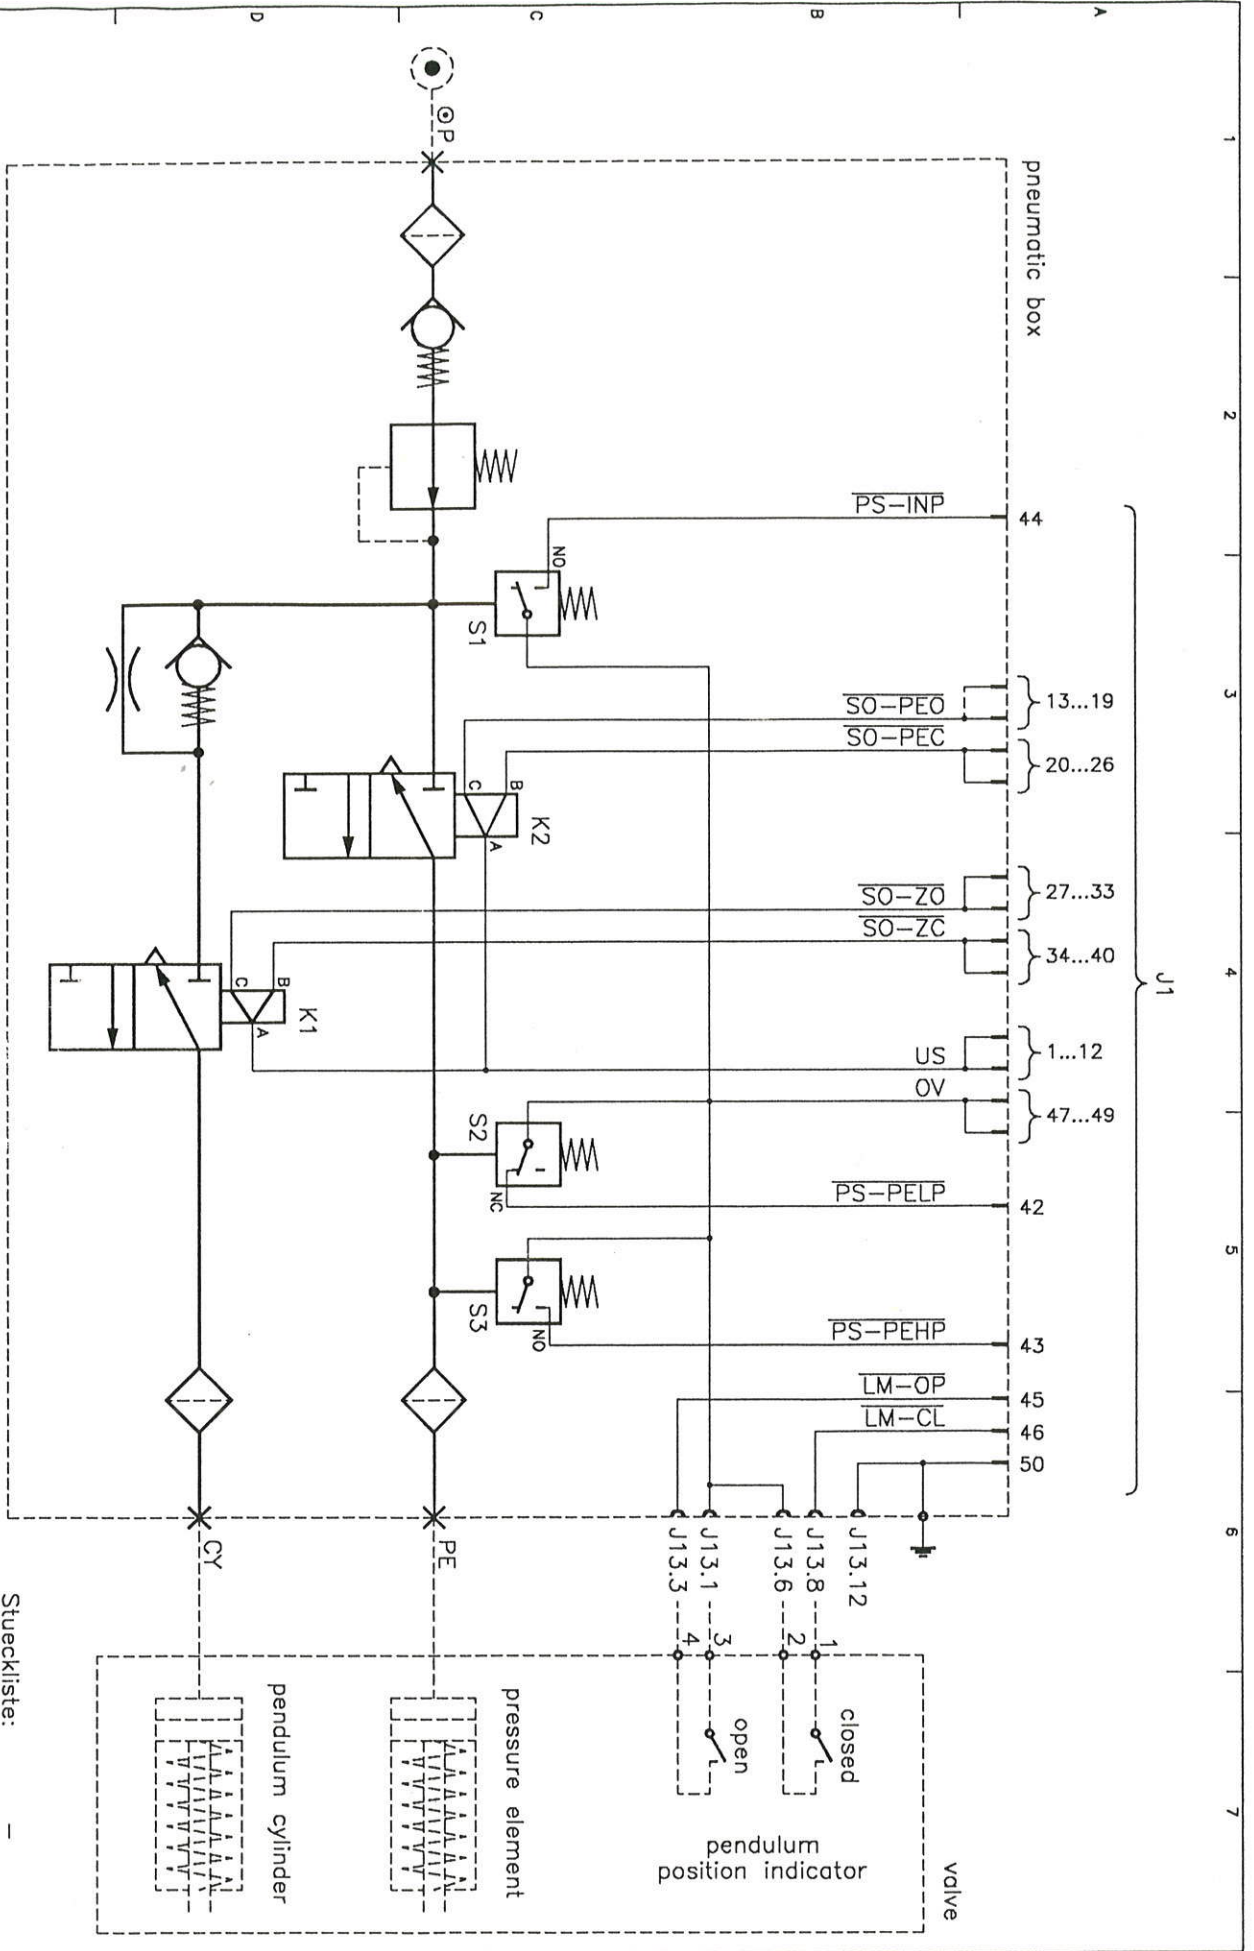 A
B
C
D
1
2
3
4
5
6
7
J1
44
13...19
20...26
27...33
34...40
1...12
47...49
42
43
45
46
50
pneumatic box
PS-INP
SO-PEO
SO-PEC
SO-ZO
SO-ZC
US
OV
PS-PELP
PS-PEHP
LM-OP
LM-CL
P
NO
S1
C
B
A
K2
C
B
A
K1
S2
NC
S3
NO
J13.12
J13.8
J13.6
J13.1
J13.3
PE
CY
1
2
3
4
closed
open
pendulum
position indicator
valve
pressure element
pendulum cylinder
Stueckliste: –